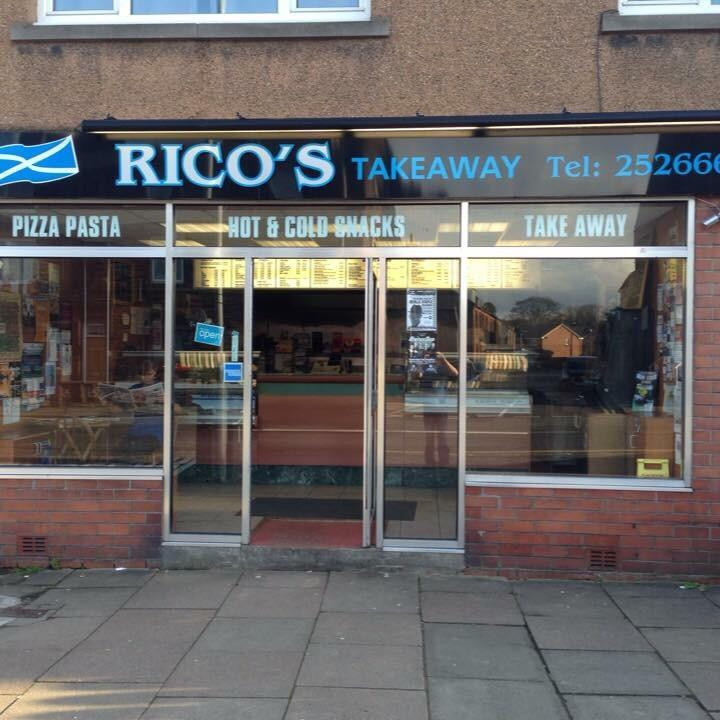 RICO'S TAKEAWAY Tel: 252666
PIZZA PASTA HOT & COLD SNACKS TAKE AWAY
open